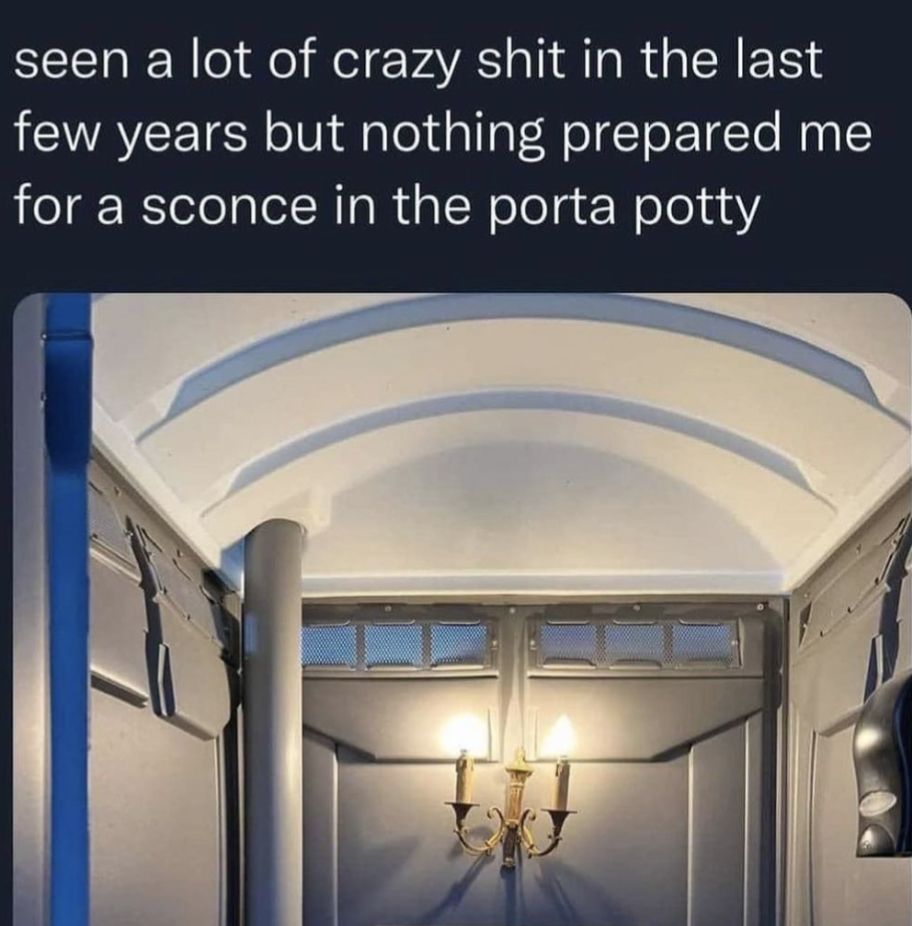 seen a lot of crazy shit in the last
few years but nothing prepared me
for a sconce in the porta potty